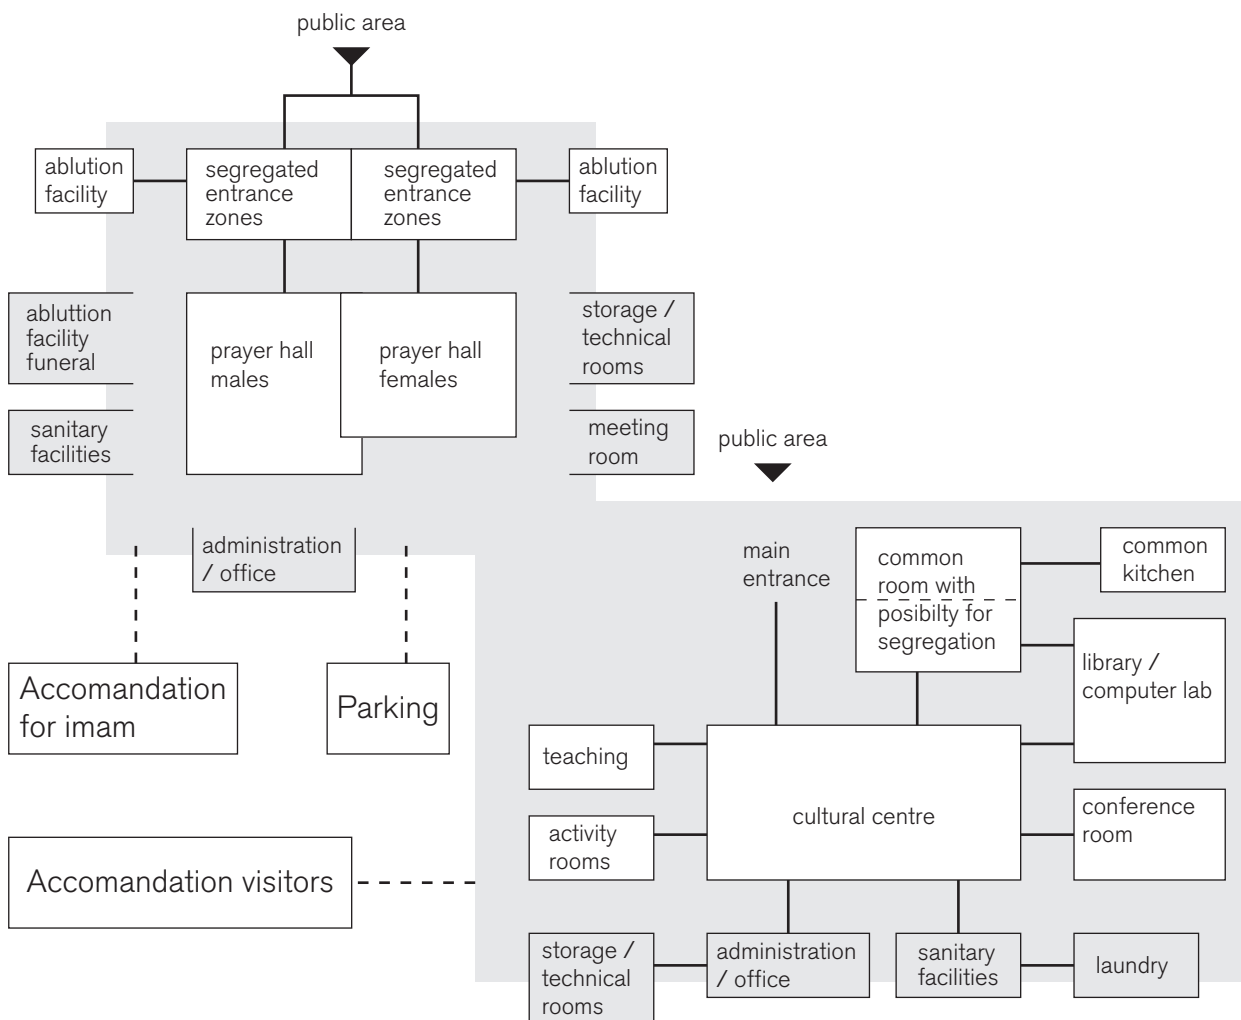 public area
ablution
facility
segregated
entrance
zones
segregated
entrance
zones
ablution
facility
abluttion
facility
funeral
prayer hall
males
prayer hall
females
storage /
technical
rooms
sanitary
facilities
meeting
room
public area
administration
/ office
main
entrance
common
room with
posibilty for
segregation
common
kitchen
library /
computer lab
Accomandation
for imam
Parking
teaching
cultural centre
conference
room
activity
rooms
Accomandation visitors
storage /
technical
rooms
administration
/ office
sanitary
facilities
laundry